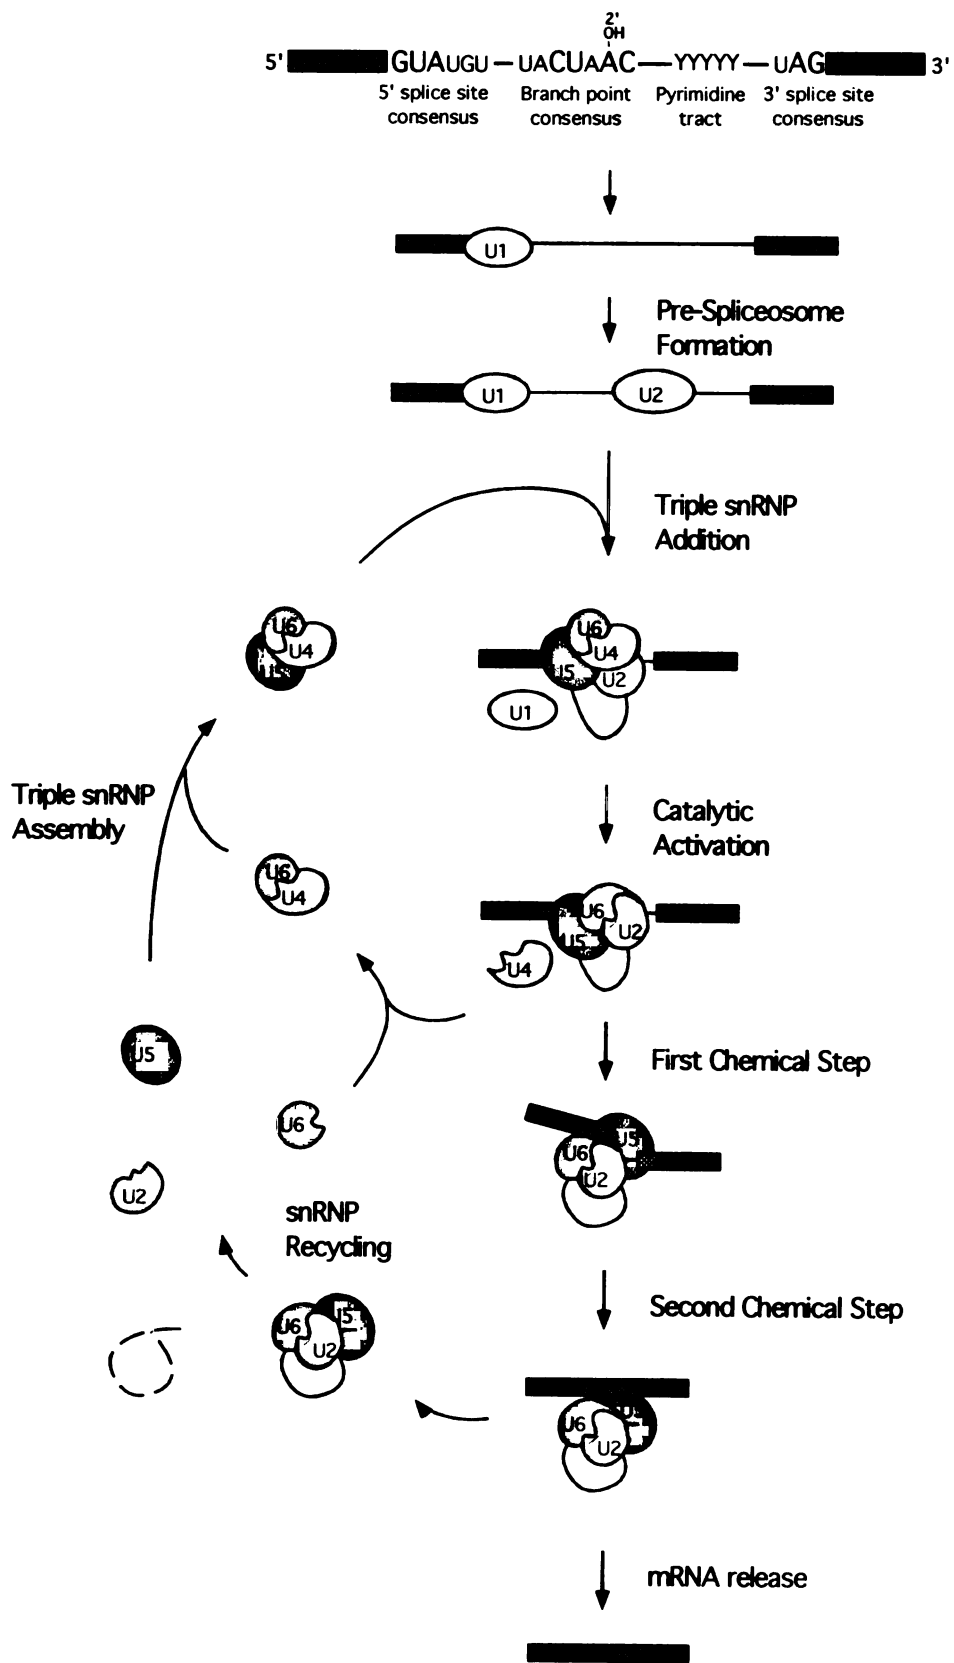 2'
OH
5' GUAUGU UACUAAC YYYYY UAG 3'
5' splice site Branch point Pyrimidine 3' splice site
consensus consensus tract consensus
U1
Pre-Spliceosome
Formation
U1 U2
Triple snRNP
Addition
U6
U4
U5
U6
U4
U5
U2
U1
Triple snRNP
Assembly
Catalytic
Activation
U6
U4
U6
U2
U5
U4
U5
First Chemical Step
U6
U5
U6
U2
U2
snRNP
Recycling
Second Chemical Step
U5
U6
U2
U5
U6
U2
mRNA release